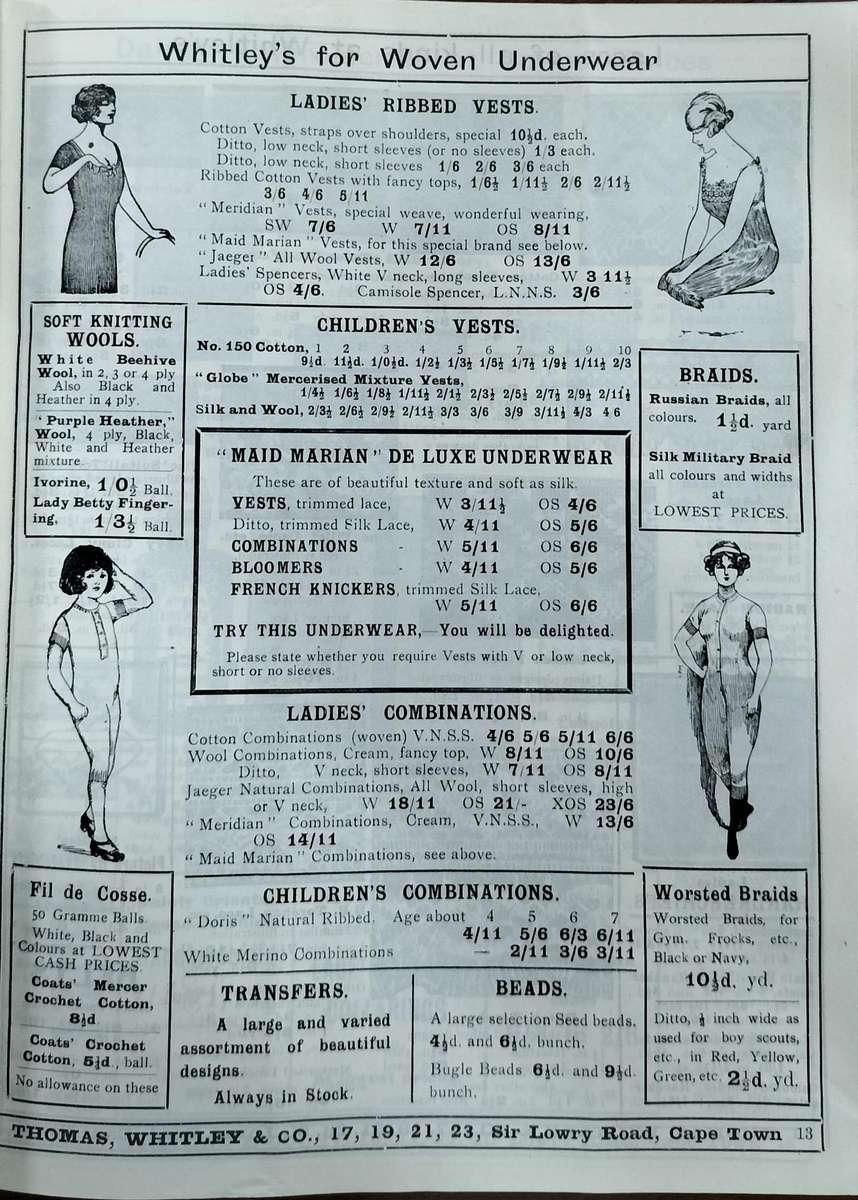 Whitley's for Woven Underwear
LADIES' RIBBED VESTS.
Cotton Vests, straps over shoulders, special 10½d. each.
Ditto, low neck, short sleeves (or no sleeves) 1/3 each.
Ditto, low neck, short sleeves 1/6 2/6 3/6 each
Ribbed Cotton Vests with fancy tops, 1/6½ 1/11½ 2/6 2/11½
3/6 4/6 5/11
"Meridian" Vests, special weave, wonderful wearing,
SW 7/6 W 7/11 OS 8/11
"Maid Marian" Vests, for this special brand see below.
"Jaeger" All Wool Vests, W 12/6 OS 13/6
Ladies' Spencers, White V neck, long sleeves, W 3 11½
OS 4/6. Camisole Spencer, L.N.N.S. 3/6
SOFT KNITTING
WOOLS.
White Beehive
Wool, in 2, 3 or 4 ply
Also Black and
Heather in 4 ply.
'Purple Heather,"
Wool, 4 ply, Black,
White and Heather
mixture
Ivorine, 1/0½ Ball.
Lady Betty Finger-
ing, 1/3½ Ball.
CHILDREN'S VESTS.
No. 150 Cotton, 1 2 3 4 5 6 7 8 9 10
9½d. 11½d. 1/0½d. 1/2½ 1/3½ 1/5½ 1/7½ 1/9½ 1/11½ 2/3
"Globe" Mercerised Mixture Vests,
1/4½ 1/6½ 1/8½ 1/11½ 2/1½ 2/3½ 2/5½ 2/7½ 2/9½ 2/11½
Silk and Wool, 2/3½ 2/6½ 2/9½ 2/11½ 3/3 3/6 3/9 3/11½ 4/3 4 6
BRAIDS.
Russian Braids, all
colours. 1½d. yard
Silk Military Braid
all colours and widths
at
LOWEST PRICES.
"MAID MARIAN" DE LUXE UNDERWEAR
These are of beautiful texture and soft as silk.
VESTS, trimmed lace, W 3/11½ OS 4/6
Ditto, trimmed Silk Lace, W 4/11 OS 5/6
COMBINATIONS - W 5/11 OS 6/6
BLOOMERS - W 4/11 OS 5/6
FRENCH KNICKERS, trimmed Silk Lace,
W 5/11 OS 6/6
TRY THIS UNDERWEAR,—You will be delighted.
Please state whether you require Vests with V or low neck,
short or no sleeves.
LADIES' COMBINATIONS.
Cotton Combinations (woven) V.N.S.S. 4/6 5/6 5/11 6/6
Wool Combinations, Cream, fancy top, W 8/11 OS 10/6
Ditto, V neck, short sleeves, W 7/11 OS 8/11
Jaeger Natural Combinations, All Wool, short sleeves, high
or V neck, W 18/11 OS 21/- XOS 23/6
"Meridian" Combinations, Cream, V.N.S.S., W 13/6
OS 14/11
"Maid Marian" Combinations, see above.
Fil de Cosse.
50 Gramme Balls.
White, Black and
Colours at LOWEST
CASH PRICES.
Coats' Mercer
Crochet Cotton,
8½d.
Coats' Crochet
Cotton, 5½d., ball.
No allowance on these
CHILDREN'S COMBINATIONS.
"Doris" Natural Ribbed. Age about 4 5 6 7
4/11 5/6 6/3 6/11
White Merino Combinations — 2/11 3/6 3/11
TRANSFERS.
A large and varied
assortment of beautiful
designs.
Always in Stock.
BEADS.
A large selection Seed beads.
4½d. and 6½d. bunch.
Bugle Beads 6½d. and 9½d.
bunch.
Worsted Braids
Worsted Braids, for
Gym. Frocks, etc.,
Black or Navy,
10½d. yd.
Ditto, ½ inch wide as
used for boy scouts,
etc., in Red, Yellow,
Green, etc. 2½d. yd.
THOMAS, WHITLEY & CO., 17, 19, 21, 23, Sir Lowry Road, Cape Town 13